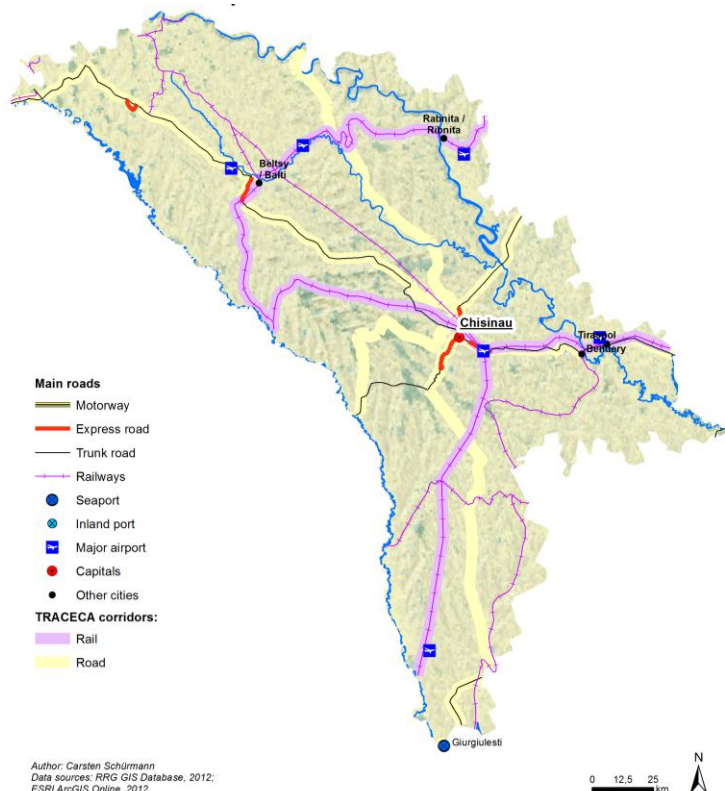 Rabnita /
Ribnita
Beltsy
/ Balti
Chisinau
Tiraspol
Bendery
Main roads
Motorway
Express road
Trunk road
Railways
Seaport
Inland port
Major airport
Capitals
Other cities
TRACECA corridors:
Rail
Road
Giurgiulesti
Author: Carsten Schürmann
Data sources: RRG GIS Database, 2012;
ESRI ArcGIS Online, 2012
N
0 12,5 25
km